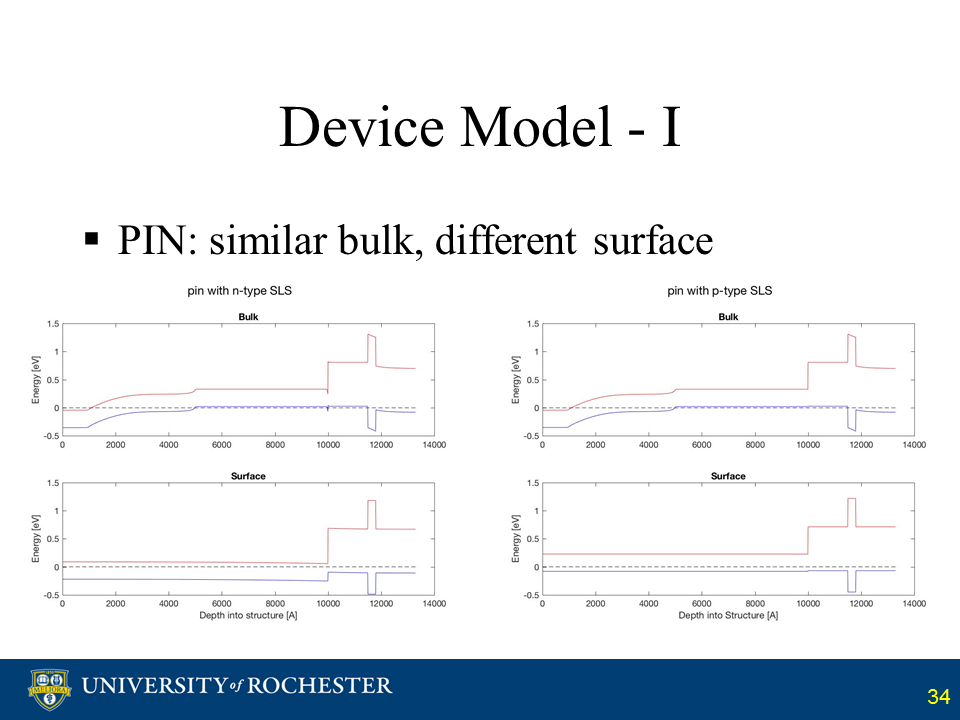 Device Model - I
▪ PIN: similar bulk, different surface
pin with n-type SLS
Bulk
Energy [eV]
1.5
1
0.5
0
-0.5
0 2000 4000 6000 8000 10000 12000 14000
Surface
Energy [eV]
1.5
1
0.5
0
-0.5
0 2000 4000 6000 8000 10000 12000 14000
Depth into structure [A]
pin with p-type SLS
Bulk
Energy [eV]
1.5
1
0.5
0
-0.5
0 2000 4000 6000 8000 10000 12000 14000
Surface
Energy [eV]
1.5
1
0.5
0
-0.5
0 2000 4000 6000 8000 10000 12000 14000
Depth into Structure [A]
MELIORA
UNIVERSITY of ROCHESTER
34